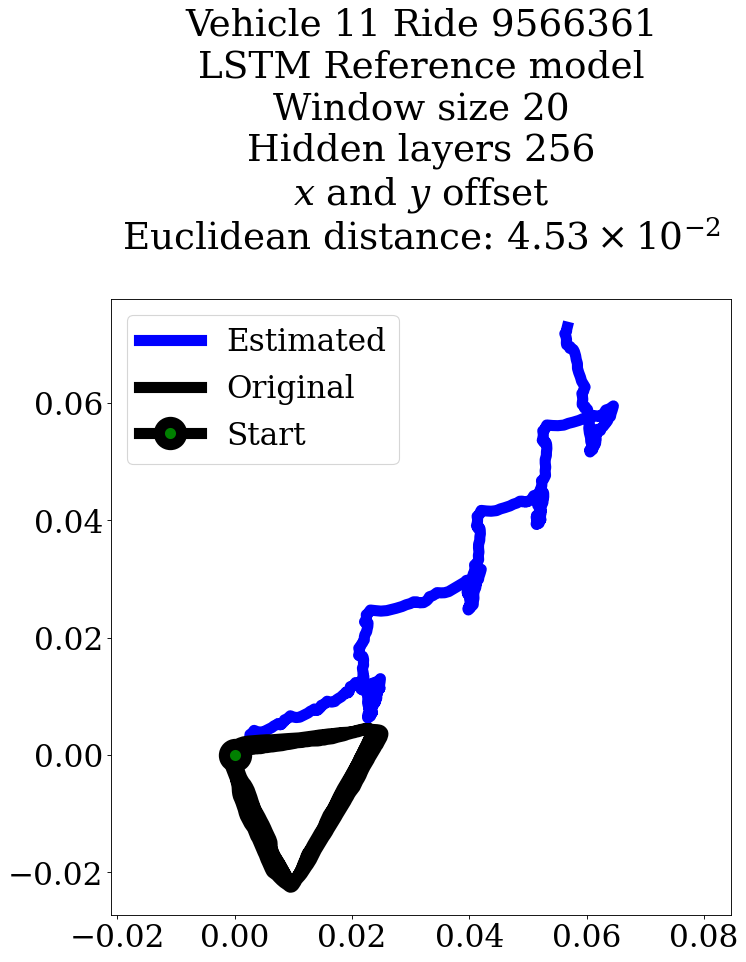 Vehicle 11 Ride 9566361
LSTM Reference model
Window size 20
Hidden layers 256
x and y offset
Euclidean distance: 4.53 × 10⁻²
Estimated
Original
Start
0.06
0.04
0.02
0.00
−0.02
−0.02 0.00 0.02 0.04 0.06 0.08